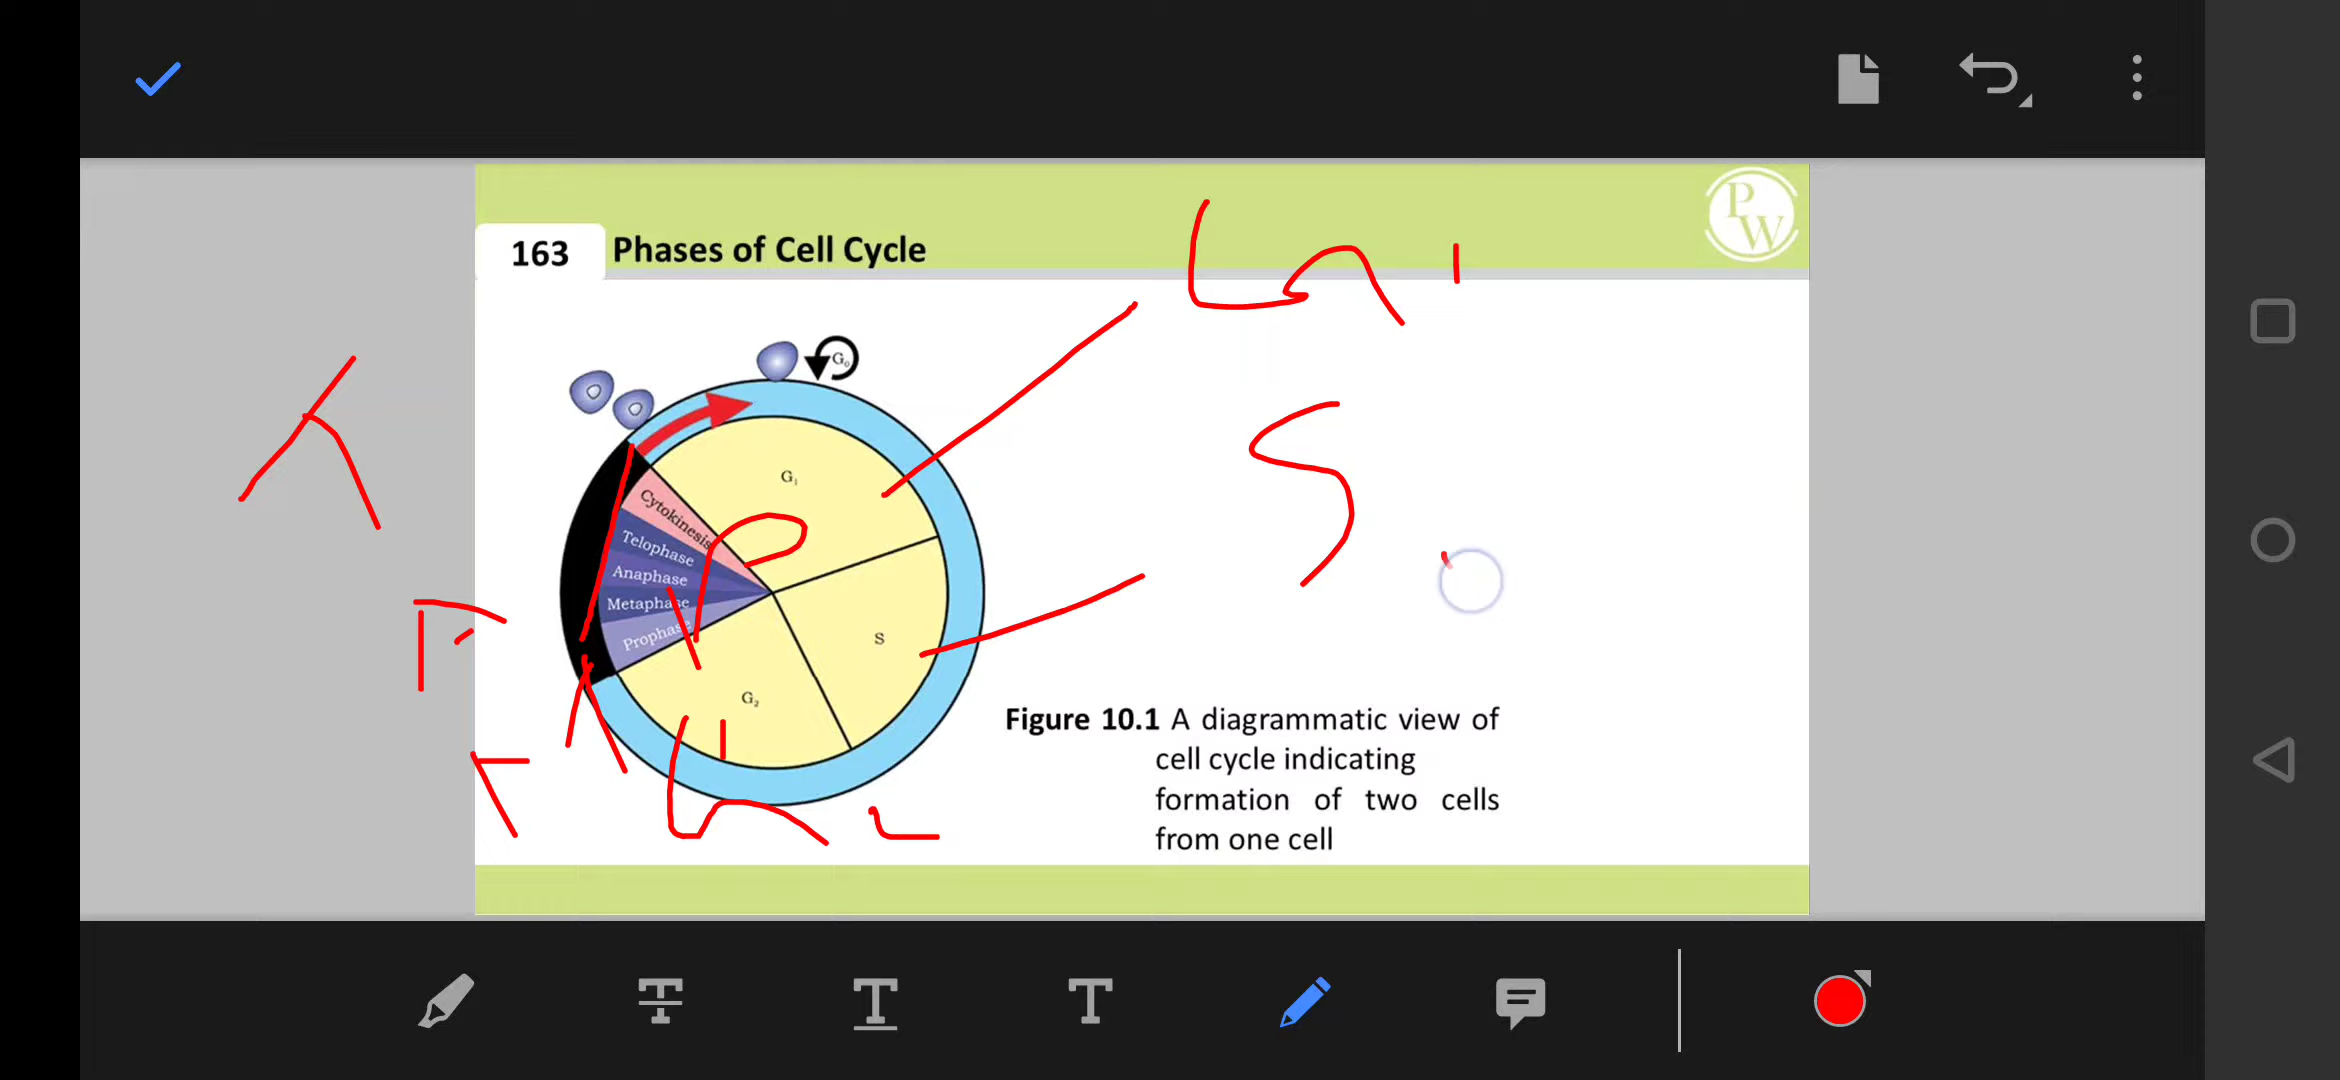 P
W
163 Phases of Cell Cycle
G₀
G₁
Cytokinesis
Telophase
Anaphase
Metaphase
Prophase
S
G₂
S
Figure 10.1 A diagrammatic view of
cell cycle indicating
formation of two cells
from one cell